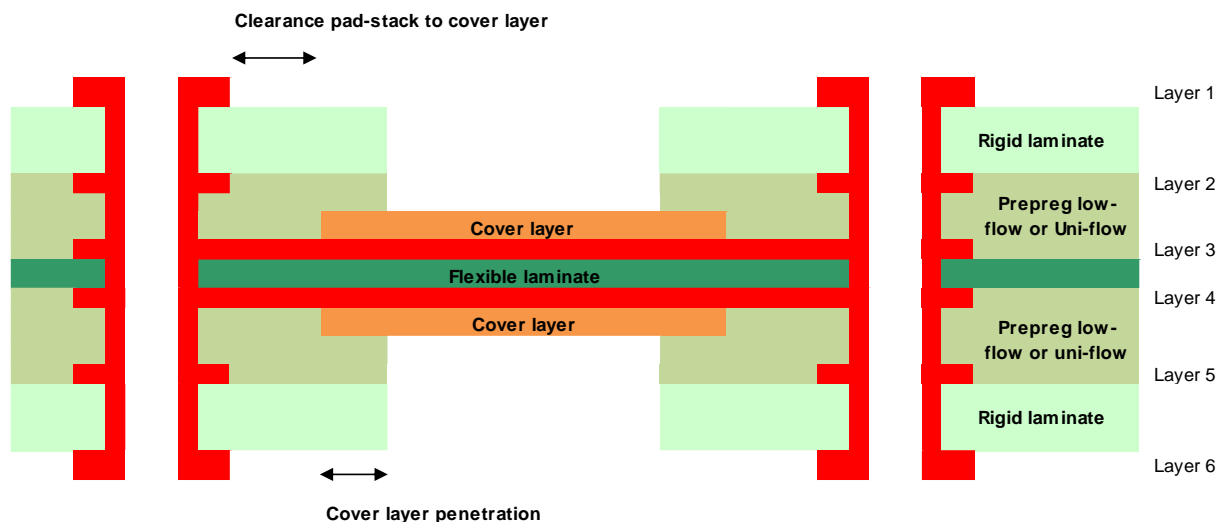 Clearance pad-stack to cover layer
Layer 1
Rigid laminate
Layer 2
Prepreg low-
flow or Uni-flow
Cover layer
Layer 3
Flexible laminate
Layer 4
Cover layer
Prepreg low-
flow or uni-flow
Layer 5
Rigid laminate
Layer 6
Cover layer penetration